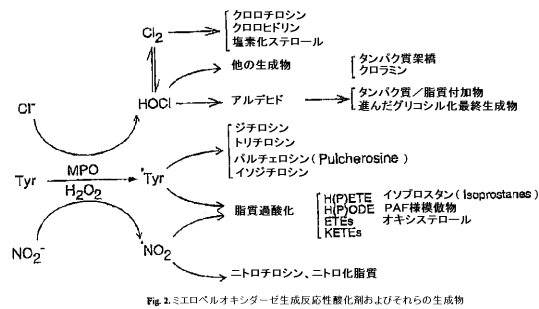 Cl₂
クロロチロシン
クロロヒドリン
塩素化ステロール
他の生成物
タンパク質架橋
クロラミン
HOCl
アルデヒド
タンパク質／脂質付加物
進んだグリコシル化最終生成物
Cl⁻
ジチロシン
トリチロシン
パルチェロシン(Pulcherosine)
イソジチロシン
Tyr
MPO
H₂O₂
•Tyr
脂質過酸化
H(P)ETE イソプロスタン(Isoprostanes)
H(P)ODE PAF様模倣物
ETEs オキシステロール
KETEs
NO₂⁻
•NO₂
ニトロチロシン、ニトロ化脂質
Fig. 2. ミエロペルオキシダーゼ生成反応性酸化剤およびそれらの生成物